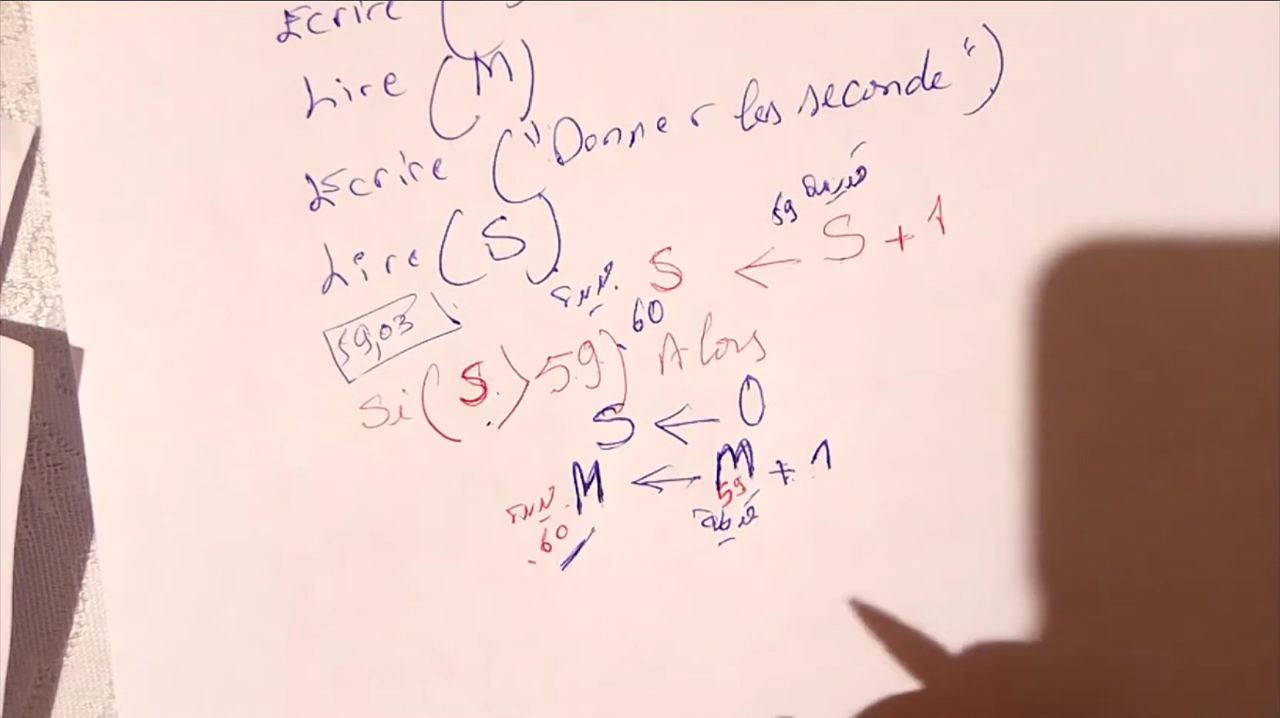 Ecrire (
Lire (M)
Ecrire ("Donner les seconde")
Lire (S)
59 قديمة
S ← S + 1
60
59,03
Si (S > 59) Alors
S ← 0
M ← M + 1
60 59